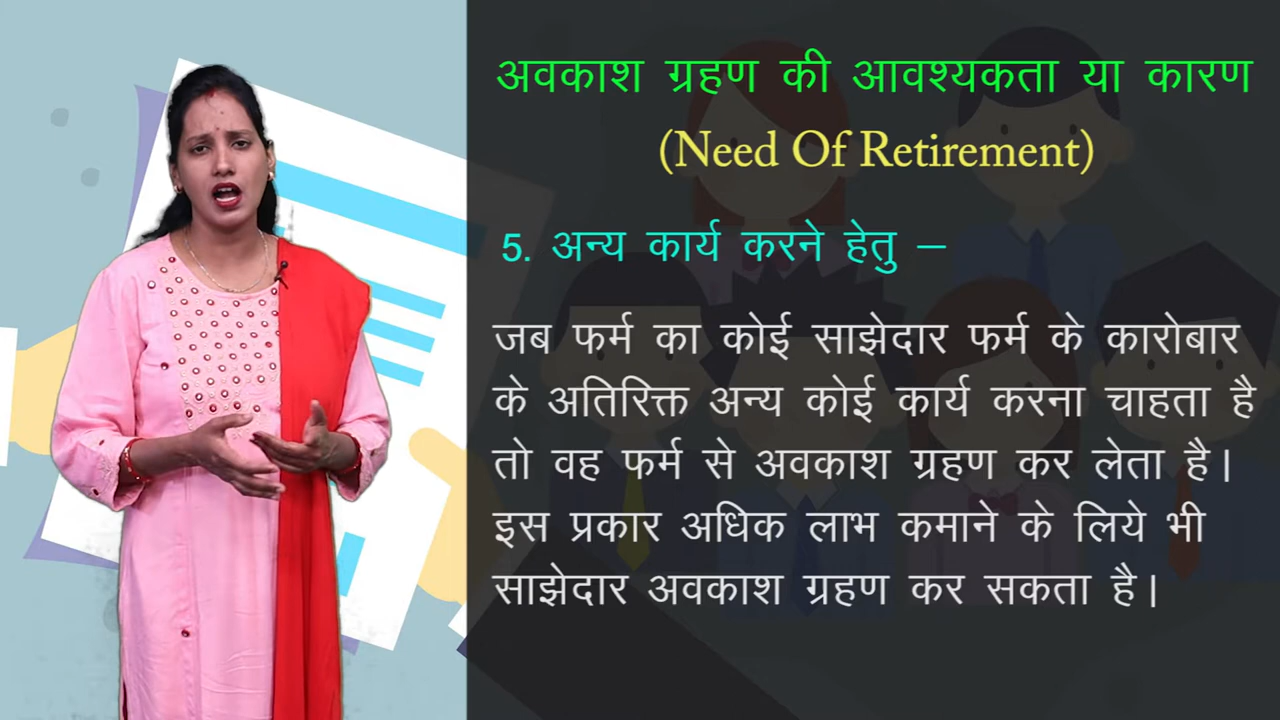 अवकाश ग्रहण की आवश्यकता या कारण
(Need Of Retirement)
5. अन्य कार्य करने हेतु –
जब फर्म का कोई साझेदार फर्म के कारोबार
के अतिरिक्त अन्य कोई कार्य करना चाहता है
तो वह फर्म से अवकाश ग्रहण कर लेता है।
इस प्रकार अधिक लाभ कमाने के लिये भी
साझेदार अवकाश ग्रहण कर सकता है।